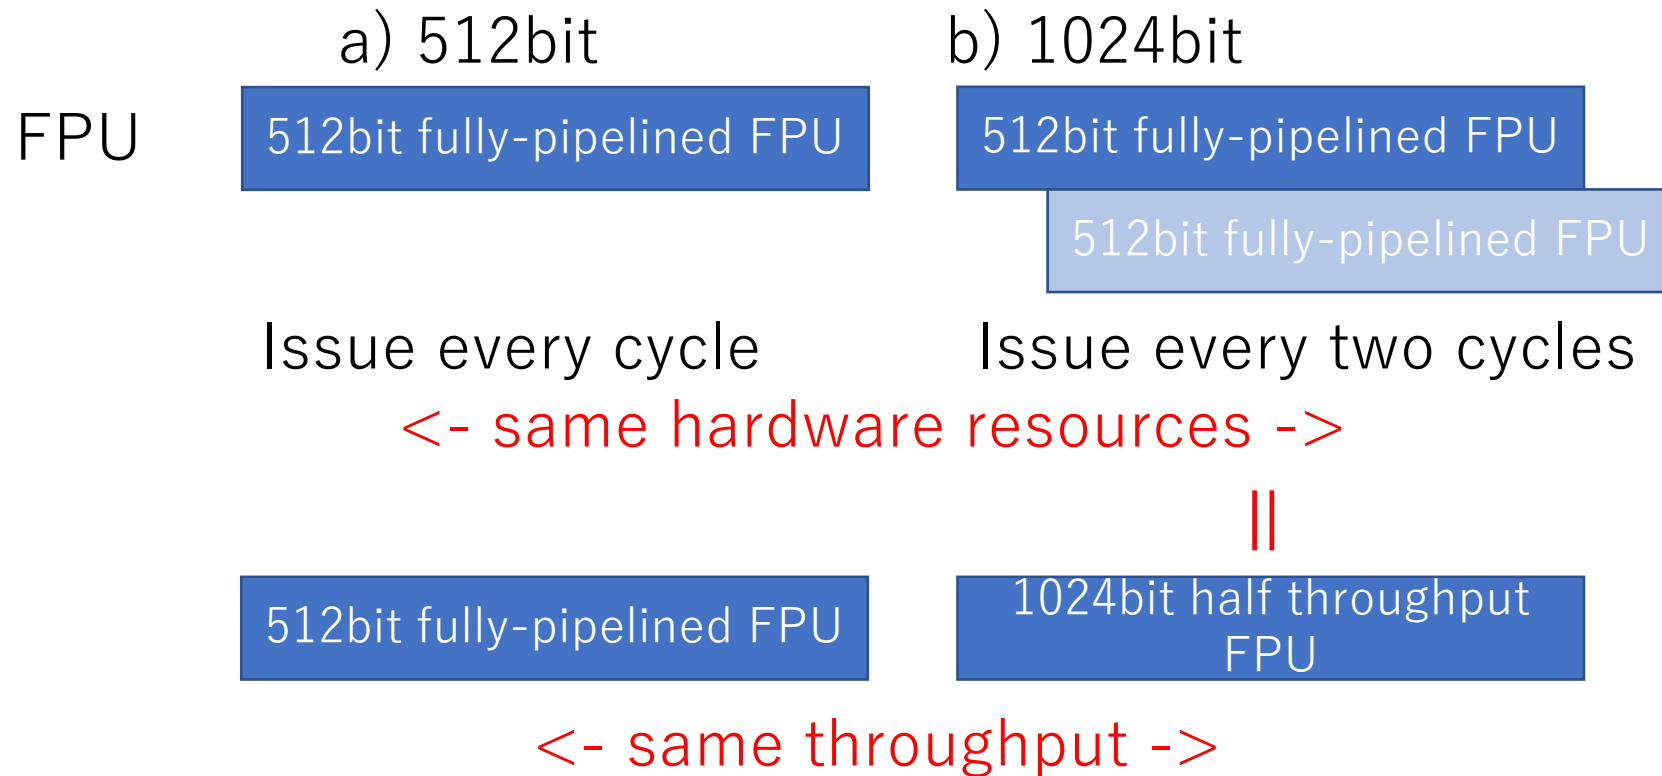 a) 512bit
b) 1024bit
FPU
512bit fully-pipelined FPU
512bit fully-pipelined FPU
512bit fully-pipelined FPU
Issue every cycle
Issue every two cycles
<- same hardware resources ->
||
512bit fully-pipelined FPU
1024bit half throughput
FPU
<- same throughput ->